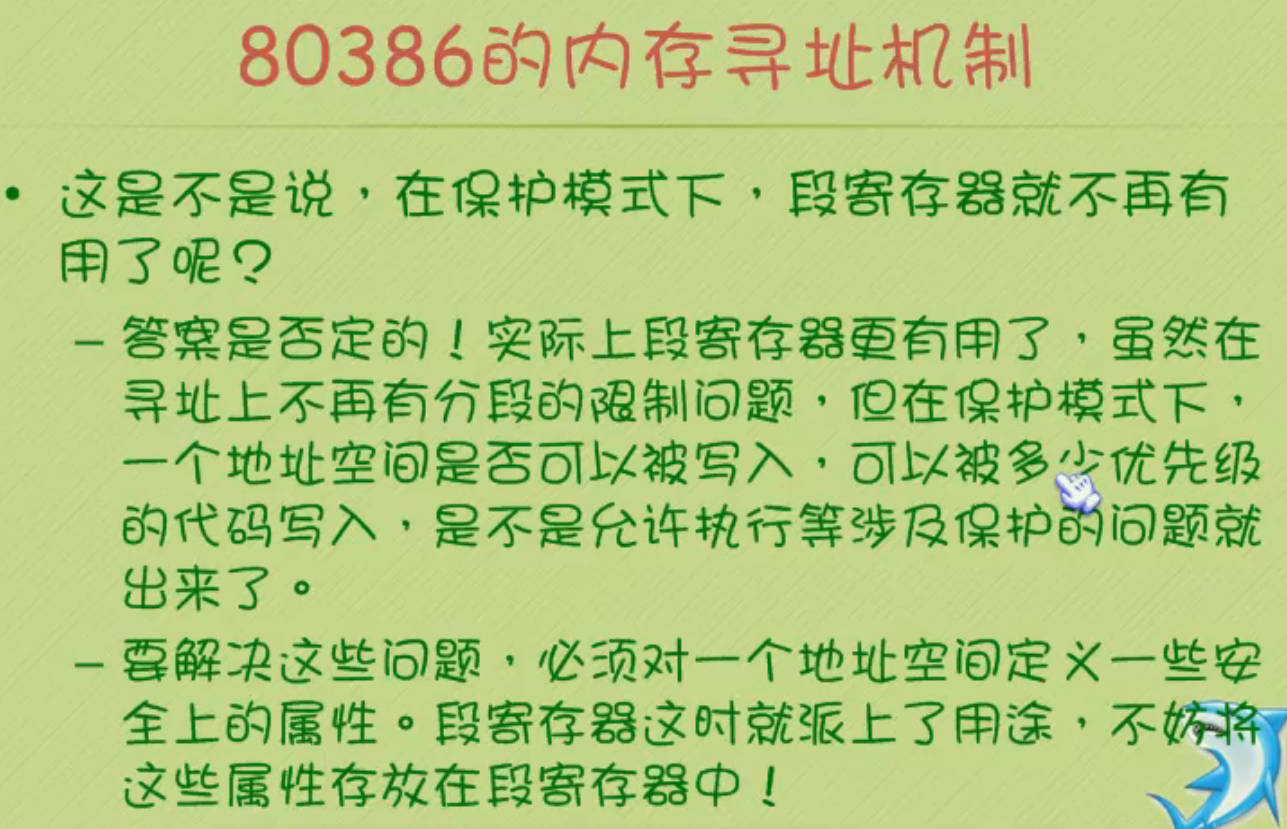 80386的内存寻址机制
• 这是不是说，在保护模式下，段寄存器就不再有
用了呢？
– 答案是否定的！实际上段寄存器更有用了，虽然在
寻址上不再有分段的限制问题，但在保护模式下，
一个地址空间是否可以被写入，可以被多少优先级
的代码写入，是不是允许执行等涉及保护的问题就
出来了。
– 要解决这些问题，必须对一个地址空间定义一些安
全上的属性。段寄存器这时就派上了用途，不妨将
这些属性存放在段寄存器中！